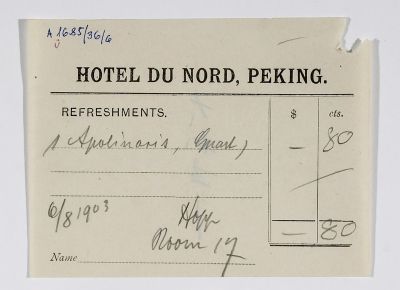 A 1685/36/6
HOTEL DU NORD, PEKING.
REFRESHMENTS. $ cts.
1 Apolinaris, Quart, — 80
6/8 1903 Hopp — 80
Room 17
Name